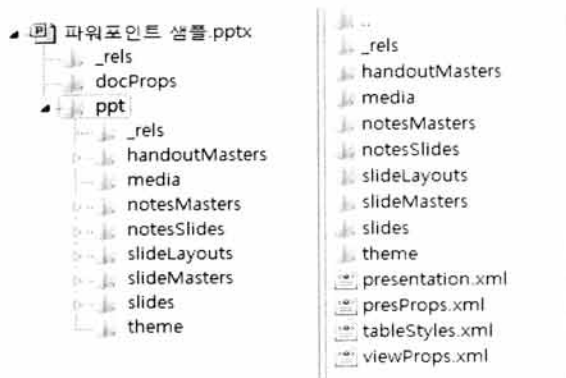 파워포인트 샘플.pptx
_rels
docProps
ppt
_rels
handoutMasters
media
notesMasters
notesSlides
slideLayouts
slideMasters
slides
theme
..
_rels
handoutMasters
media
notesMasters
notesSlides
slideLayouts
slideMasters
slides
theme
presentation.xml
presProps.xml
tableStyles.xml
viewProps.xml